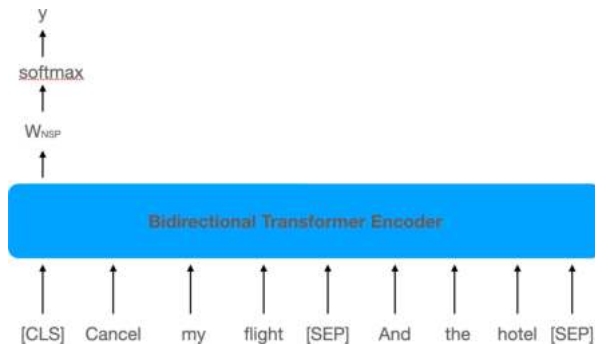 y
softmax
WNSP
Bidirectional Transformer Encoder
[CLS] Cancel my flight [SEP] And the hotel [SEP]